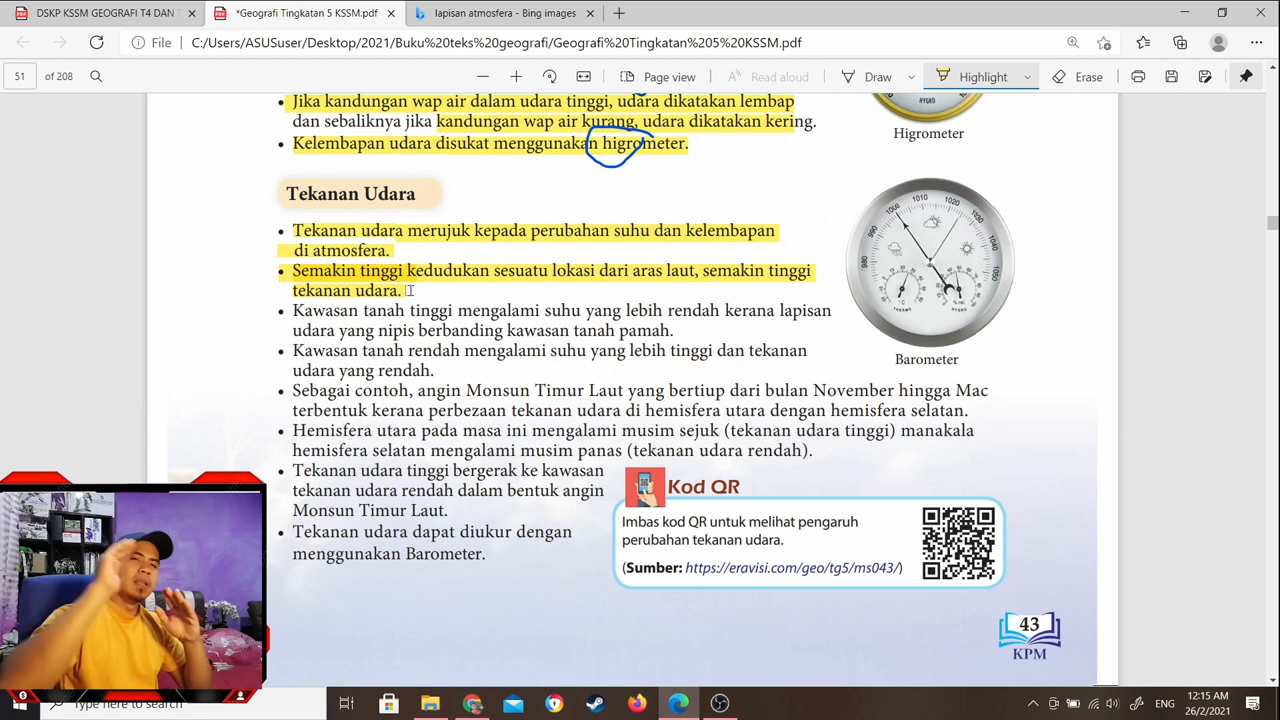 DSKP KSSM GEOGRAFI T4 DAN T
*Geografi Tingkatan 5 KSSM.pdf
lapisan atmosfera - Bing images
File
C:/Users/ASUSuser/Desktop/2021/Buku%20teks%20geografi/Geografi%20Tingkatan%205%20KSSM.pdf
51 of 208
Page view
Read aloud
Draw
Highlight
Erase
• Jika kandungan wap air dalam udara tinggi, udara dikatakan lembap
dan sebaliknya jika kandungan wap air kurang, udara dikatakan kering.
• Kelembapan udara disukat menggunakan higrometer.
HYGRO
Higrometer
Tekanan Udara
• Tekanan udara merujuk kepada perubahan suhu dan kelembapan
di atmosfera.
• Semakin tinggi kedudukan sesuatu lokasi dari aras laut, semakin tinggi
tekanan udara.
• Kawasan tanah tinggi mengalami suhu yang lebih rendah kerana lapisan
udara yang nipis berbanding kawasan tanah pamah.
• Kawasan tanah rendah mengalami suhu yang lebih tinggi dan tekanan
udara yang rendah.
980 990 1000 1010 1020 1030 1040 1050
THERMO
HYGRO
Barometer
• Sebagai contoh, angin Monsun Timur Laut yang bertiup dari bulan November hingga Mac
terbentuk kerana perbezaan tekanan udara di hemisfera utara dengan hemisfera selatan.
• Hemisfera utara pada masa ini mengalami musim sejuk (tekanan udara tinggi) manakala
hemisfera selatan mengalami musim panas (tekanan udara rendah).
• Tekanan udara tinggi bergerak ke kawasan
tekanan udara rendah dalam bentuk angin
Monsun Timur Laut.
• Tekanan udara dapat diukur dengan
menggunakan Barometer.
Kod QR
Imbas kod QR untuk melihat pengaruh
perubahan tekanan udara.
(Sumber: https://eravisi.com/geo/tg5/ms043/)
43
KPM
Type here to search
12:15 AM
26/2/2021